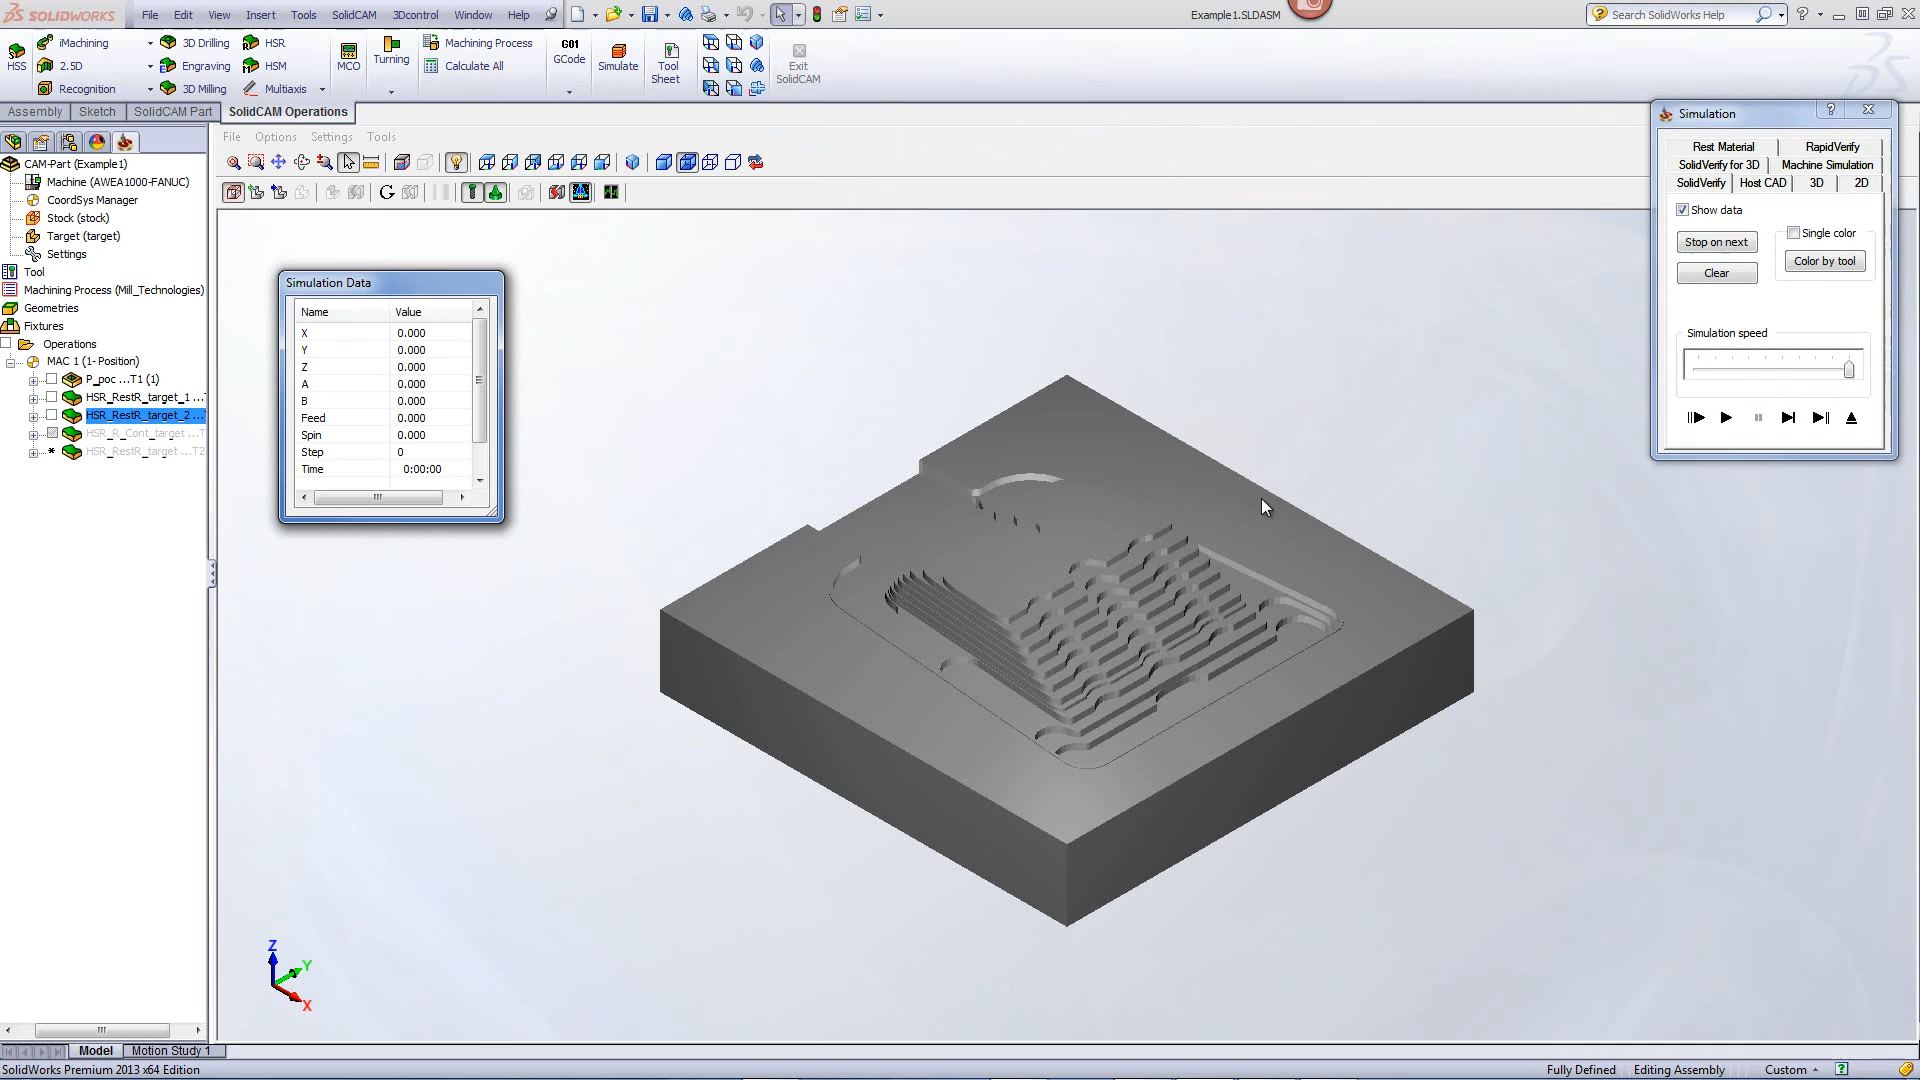 SOLIDWORKS File Edit View Insert Tools SolidCAM 3Dcontrol Window Help Example1.SLDASM Search SolidWorks Help
HSS iMachining 2.5D Recognition
3D Drilling Engraving 3D Milling
HSR HSM Multiaxis
MCO Turning
Machining Process Calculate All
G01 GCode Simulate Tool Sheet Exit SolidCAM
Assembly Sketch SolidCAM Part SolidCAM Operations
File Options Settings Tools
CAM-Part (Example1)
Machine (AWEA1000-FANUC)
CoordSys Manager
Stock (stock)
Target (target)
Settings
Tool
Machining Process (Mill_Technologies)
Geometries
Fixtures
Operations
MAC 1 (1- Position)
P_poc ...T1 (1)
HSR_RestR_target_1 ...
HSR_RestR_target_2 ...
HSR_R_Cont_target ...T
HSR_RestR_target ...T2
Simulation Data
Name Value
X 0.000
Y 0.000
Z 0.000
A 0.000
B 0.000
Feed 0.000
Spin 0.000
Step 0
Time 0:00:00
Simulation
Rest Material RapidVerify
SolidVerify for 3D Machine Simulation
SolidVerify Host CAD 3D 2D
Show data
Stop on next
Clear
Single color
Color by tool
Simulation speed
Z
Y
X
Model Motion Study 1
SolidWorks Premium 2013 x64 Edition Fully Defined Editing Assembly Custom